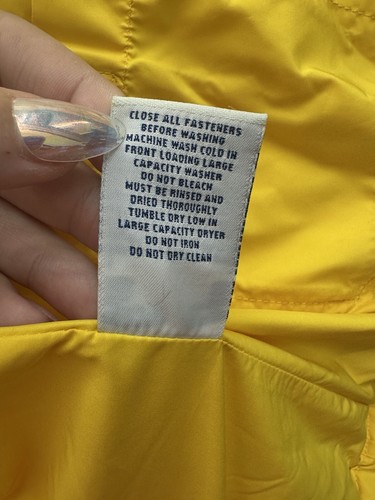 CLOSE ALL FASTENERS
BEFORE WASHING
MACHINE WASH COLD IN
FRONT LOADING LARGE
CAPACITY WASHER
DO NOT BLEACH
MUST BE RINSED AND
DRIED THOROUGHLY
TUMBLE DRY LOW IN
LARGE CAPACITY DRYER
DO NOT IRON
DO NOT DRY CLEAN